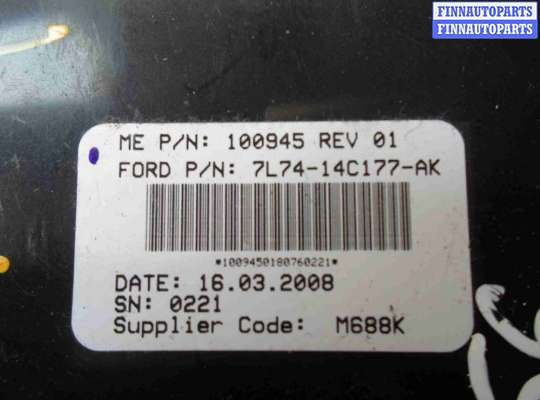 FINNAUTOPARTS
FINNAUTOPARTS
ME P/N: 100945 REV 01
FORD P/N: 7L74-14C177-AK
*1009450180760221*
DATE: 16.03.2008
SN: 0221
Supplier Code: M688K